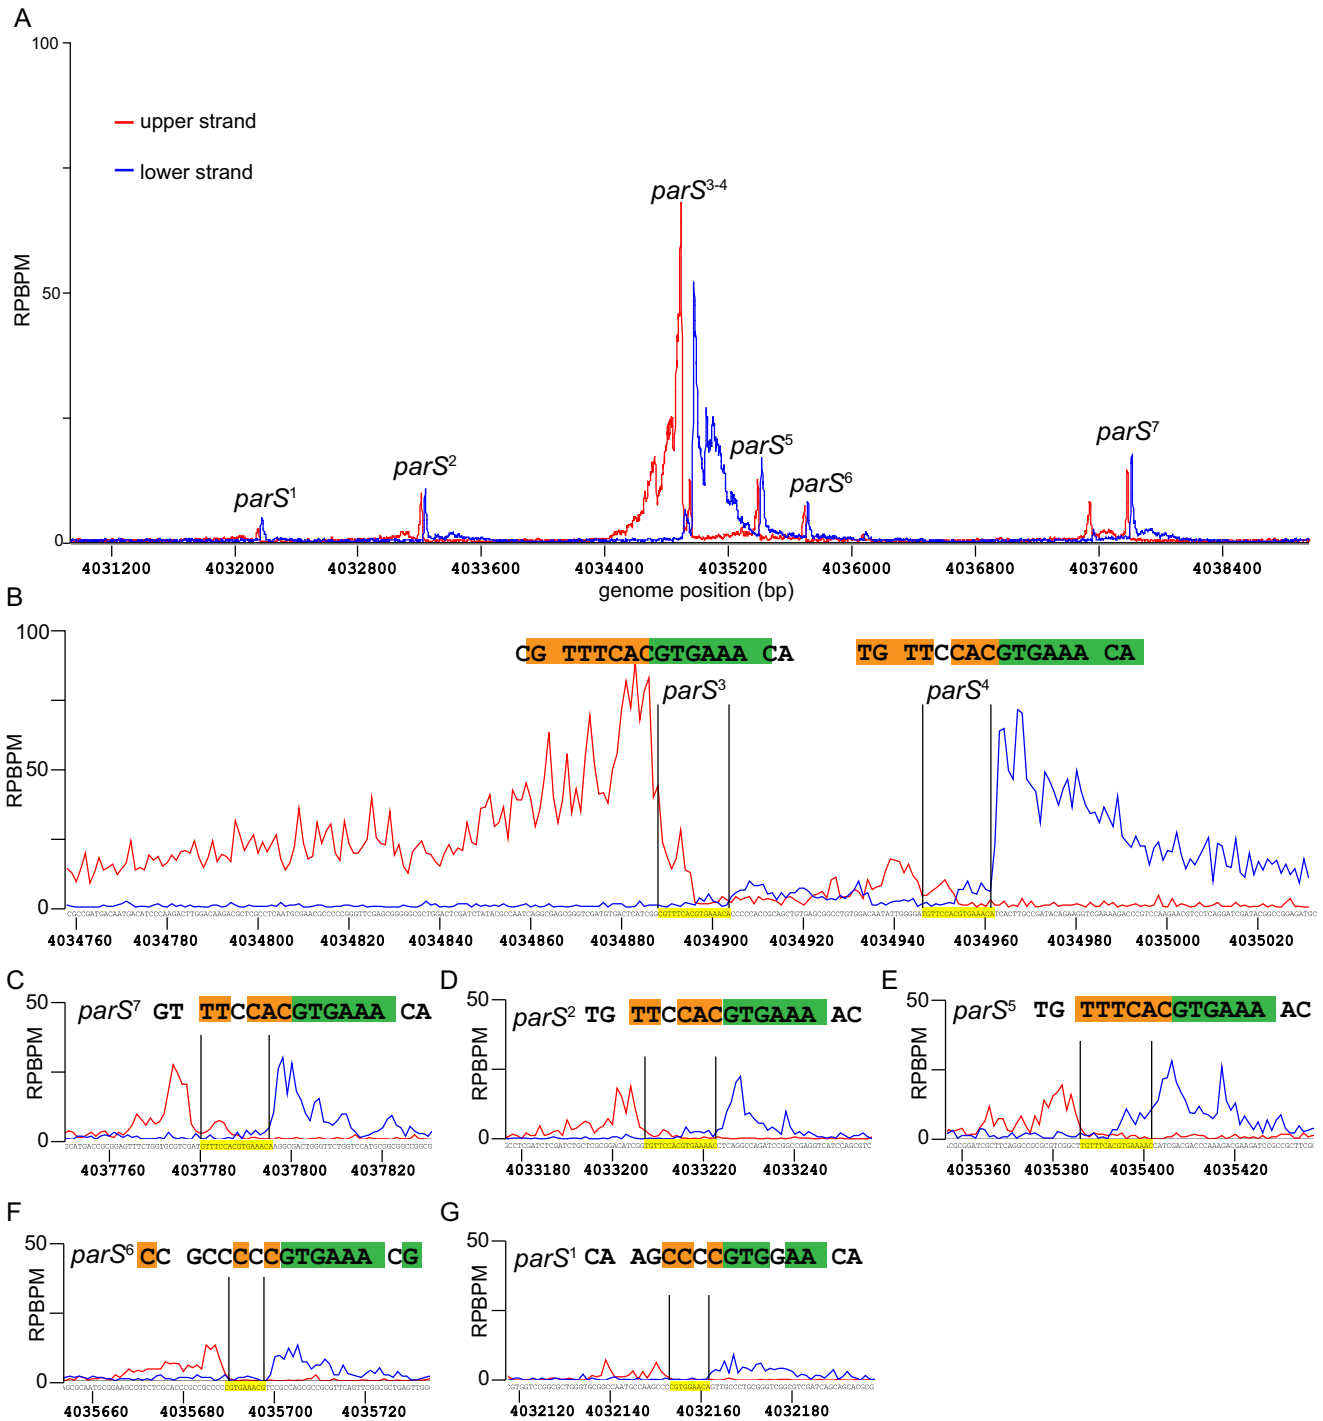 A
100
50
0
RPBPM
upper strand
lower strand
parS1
parS2
parS3-4
parS5
parS6
parS7
4031200 4032000 4032800 4033600 4034400 4035200 4036000 4036800 4037600 4038400
genome position (bp)
B
100
50
0
RPBPM
CG TTTCACGTGAAA CA
TG TTCCACGTGAAA CA
parS3
parS4
4034760 4034780 4034800 4034820 4034840 4034860 4034880 4034900 4034920 4034940 4034960 4034980 4035000 4035020
C
50
0
RPBPM
parS7 GT TTCCACGTGAAA CA
4037760 4037780 4037800 4037820
D
50
0
RPBPM
parS2 TG TTCCACGTGAAA AC
4033180 4033200 4033220 4033240
E
50
0
RPBPM
parS5 TG TTTCACGTGAAA AC
4035360 4035380 4035400 4035420
F
50
0
RPBPM
parS6 CC GCCCCCGTGAAA CG
4035660 4035680 4035700 4035720
G
50
0
RPBPM
parS1 CA AGCCCCGTGGAA CA
4032120 4032140 4032160 4032180